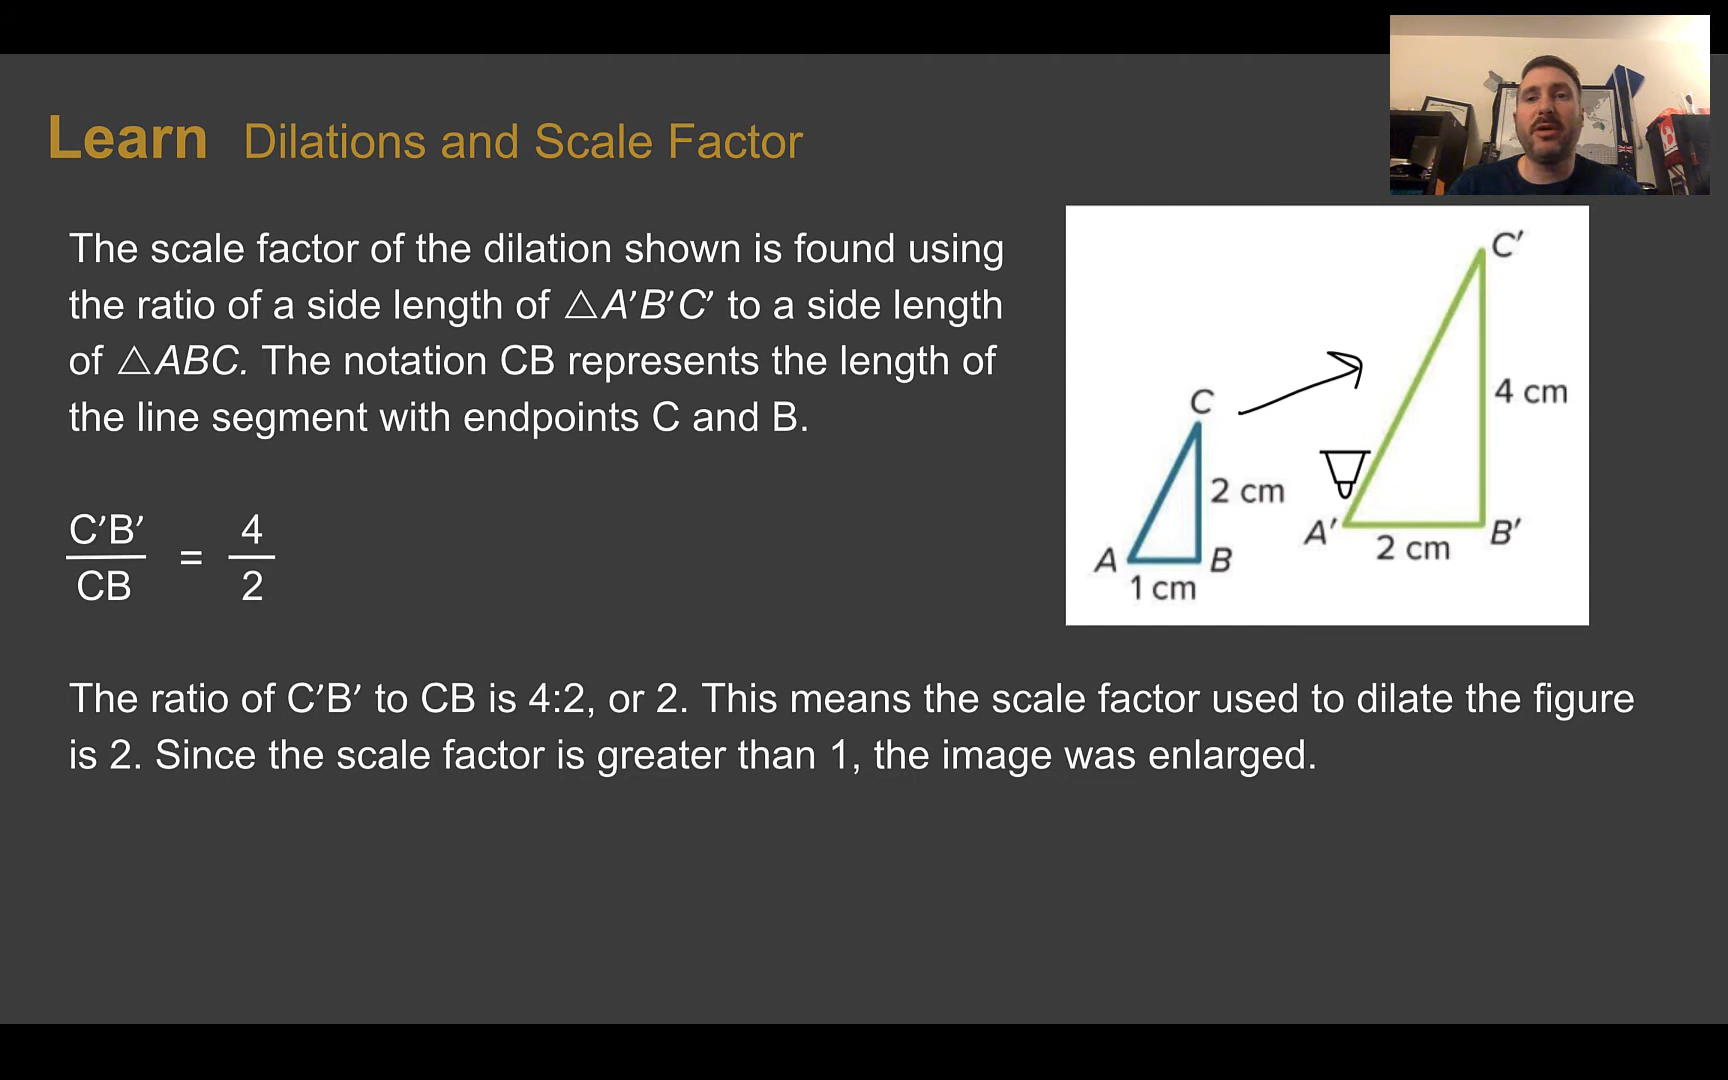 Learn Dilations and Scale Factor
The scale factor of the dilation shown is found using
the ratio of a side length of △A′B′C′ to a side length
of △ABC. The notation CB represents the length of
the line segment with endpoints C and B.
C′B′
CB
=
4
2
The ratio of C′B′ to CB is 4:2, or 2. This means the scale factor used to dilate the figure
is 2. Since the scale factor is greater than 1, the image was enlarged.
C′
4 cm
C
2 cm
A′
2 cm
B′
A
1 cm
B